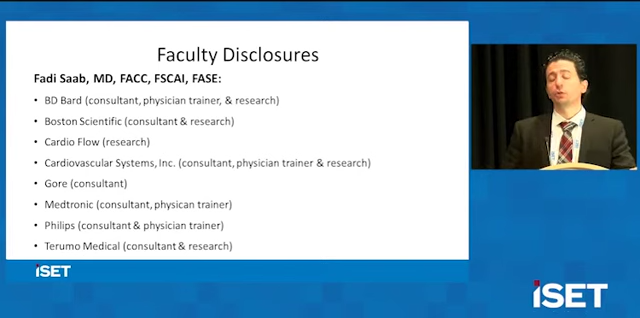 Faculty Disclosures
Fadi Saab, MD, FACC, FSCAI, FASE:
• BD Bard (consultant, physician trainer, & research)
• Boston Scientific (consultant & research)
• Cardio Flow (research)
• Cardiovascular Systems, Inc. (consultant, physician trainer & research)
• Gore (consultant)
• Medtronic (consultant, physican trainer)
• Philips (consultant & physician trainer)
• Terumo Medical (consultant & research)
iSET
iSET